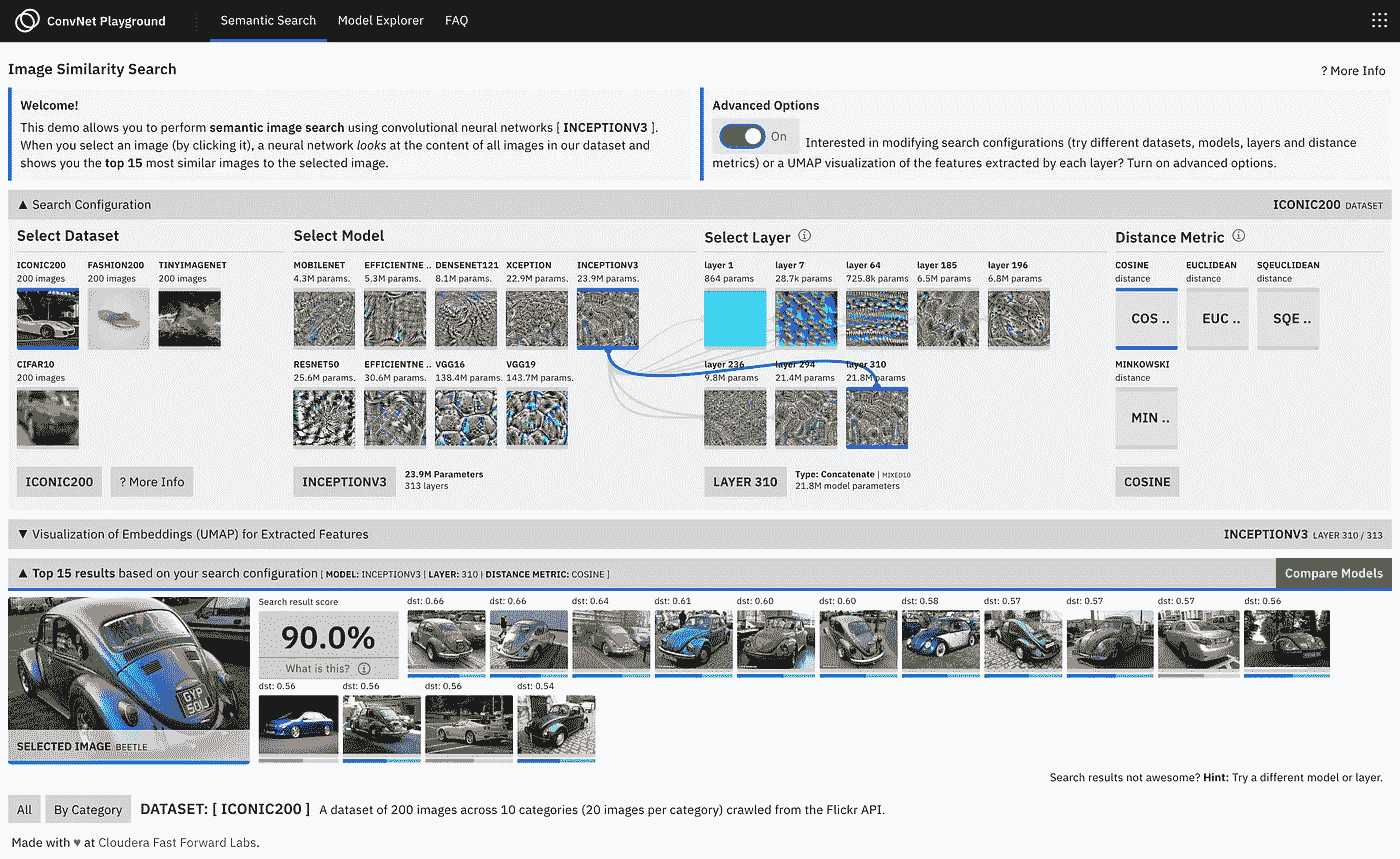 ConvNet Playground
Semantic Search
Model Explorer
FAQ
Image Similarity Search
? More Info
Welcome!
This demo allows you to perform semantic image search using convolutional neural networks [ INCEPTIONV3 ].
When you select an image (by clicking it), a neural network looks at the content of all images in our dataset and
shows you the top 15 most similar images to the selected image.
Advanced Options
On
Interested in modifying search configurations (try different datasets, models, layers and distance
metrics) or a UMAP visualization of the features extracted by each layer? Turn on advanced options.
▲ Search Configuration
ICONIC200 DATASET
Select Dataset
ICONIC200
200 images
FASHION200
200 images
TINYIMAGENET
200 images
CIFAR10
200 images
ICONIC200
? More Info
Select Model
MOBILENET
4.3M params.
EFFICIENTNE ..
5.3M params.
DENSENET121
8.1M params.
XCEPTION
22.9M params.
INCEPTIONV3
23.9M params.
RESNET50
25.6M params.
EFFICIENTNE ..
30.6M params.
VGG16
138.4M params.
VGG19
143.7M params.
INCEPTIONV3
23.9M Parameters
313 layers
Select Layer
layer 1
864 params
layer 7
28.7k params
layer 64
725.8k params
layer 185
6.5M params
layer 196
6.8M params
layer 236
9.8M params
layer 294
21.4M params
layer 310
21.8M params
LAYER 310
Type: Concatenate | MIXED10
21.8M model parameters
Distance Metric
COSINE
distance
COS ..
EUCLIDEAN
distance
EUC ..
SQEUCLIDEAN
distance
SQE ..
MINKOWSKI
distance
MIN ..
COSINE
▼ Visualization of Embeddings (UMAP) for Extracted Features
INCEPTIONV3 LAYER 310 / 313
▲ Top 15 results based on your search configuration [ MODEL: INCEPTIONV3 | LAYER: 310 | DISTANCE METRIC: COSINE ]
Compare Models
GYP
50IJ
SELECTED IMAGE BEETLE
Search result score
90.0%
What is this?
dst: 0.66
dst: 0.66
dst: 0.64
dst: 0.61
dst: 0.60
dst: 0.60
dst: 0.58
dst: 0.57
dst: 0.57
dst: 0.57
dst: 0.56
dst: 0.56
dst: 0.56
dst: 0.56
dst: 0.54
Search results not awesome? Hint: Try a different model or layer.
All
By Category
DATASET: [ ICONIC200 ] A dataset of 200 images across 10 categories (20 images per category) crawled from the Flickr API.
Made with ♥ at Cloudera Fast Forward Labs.